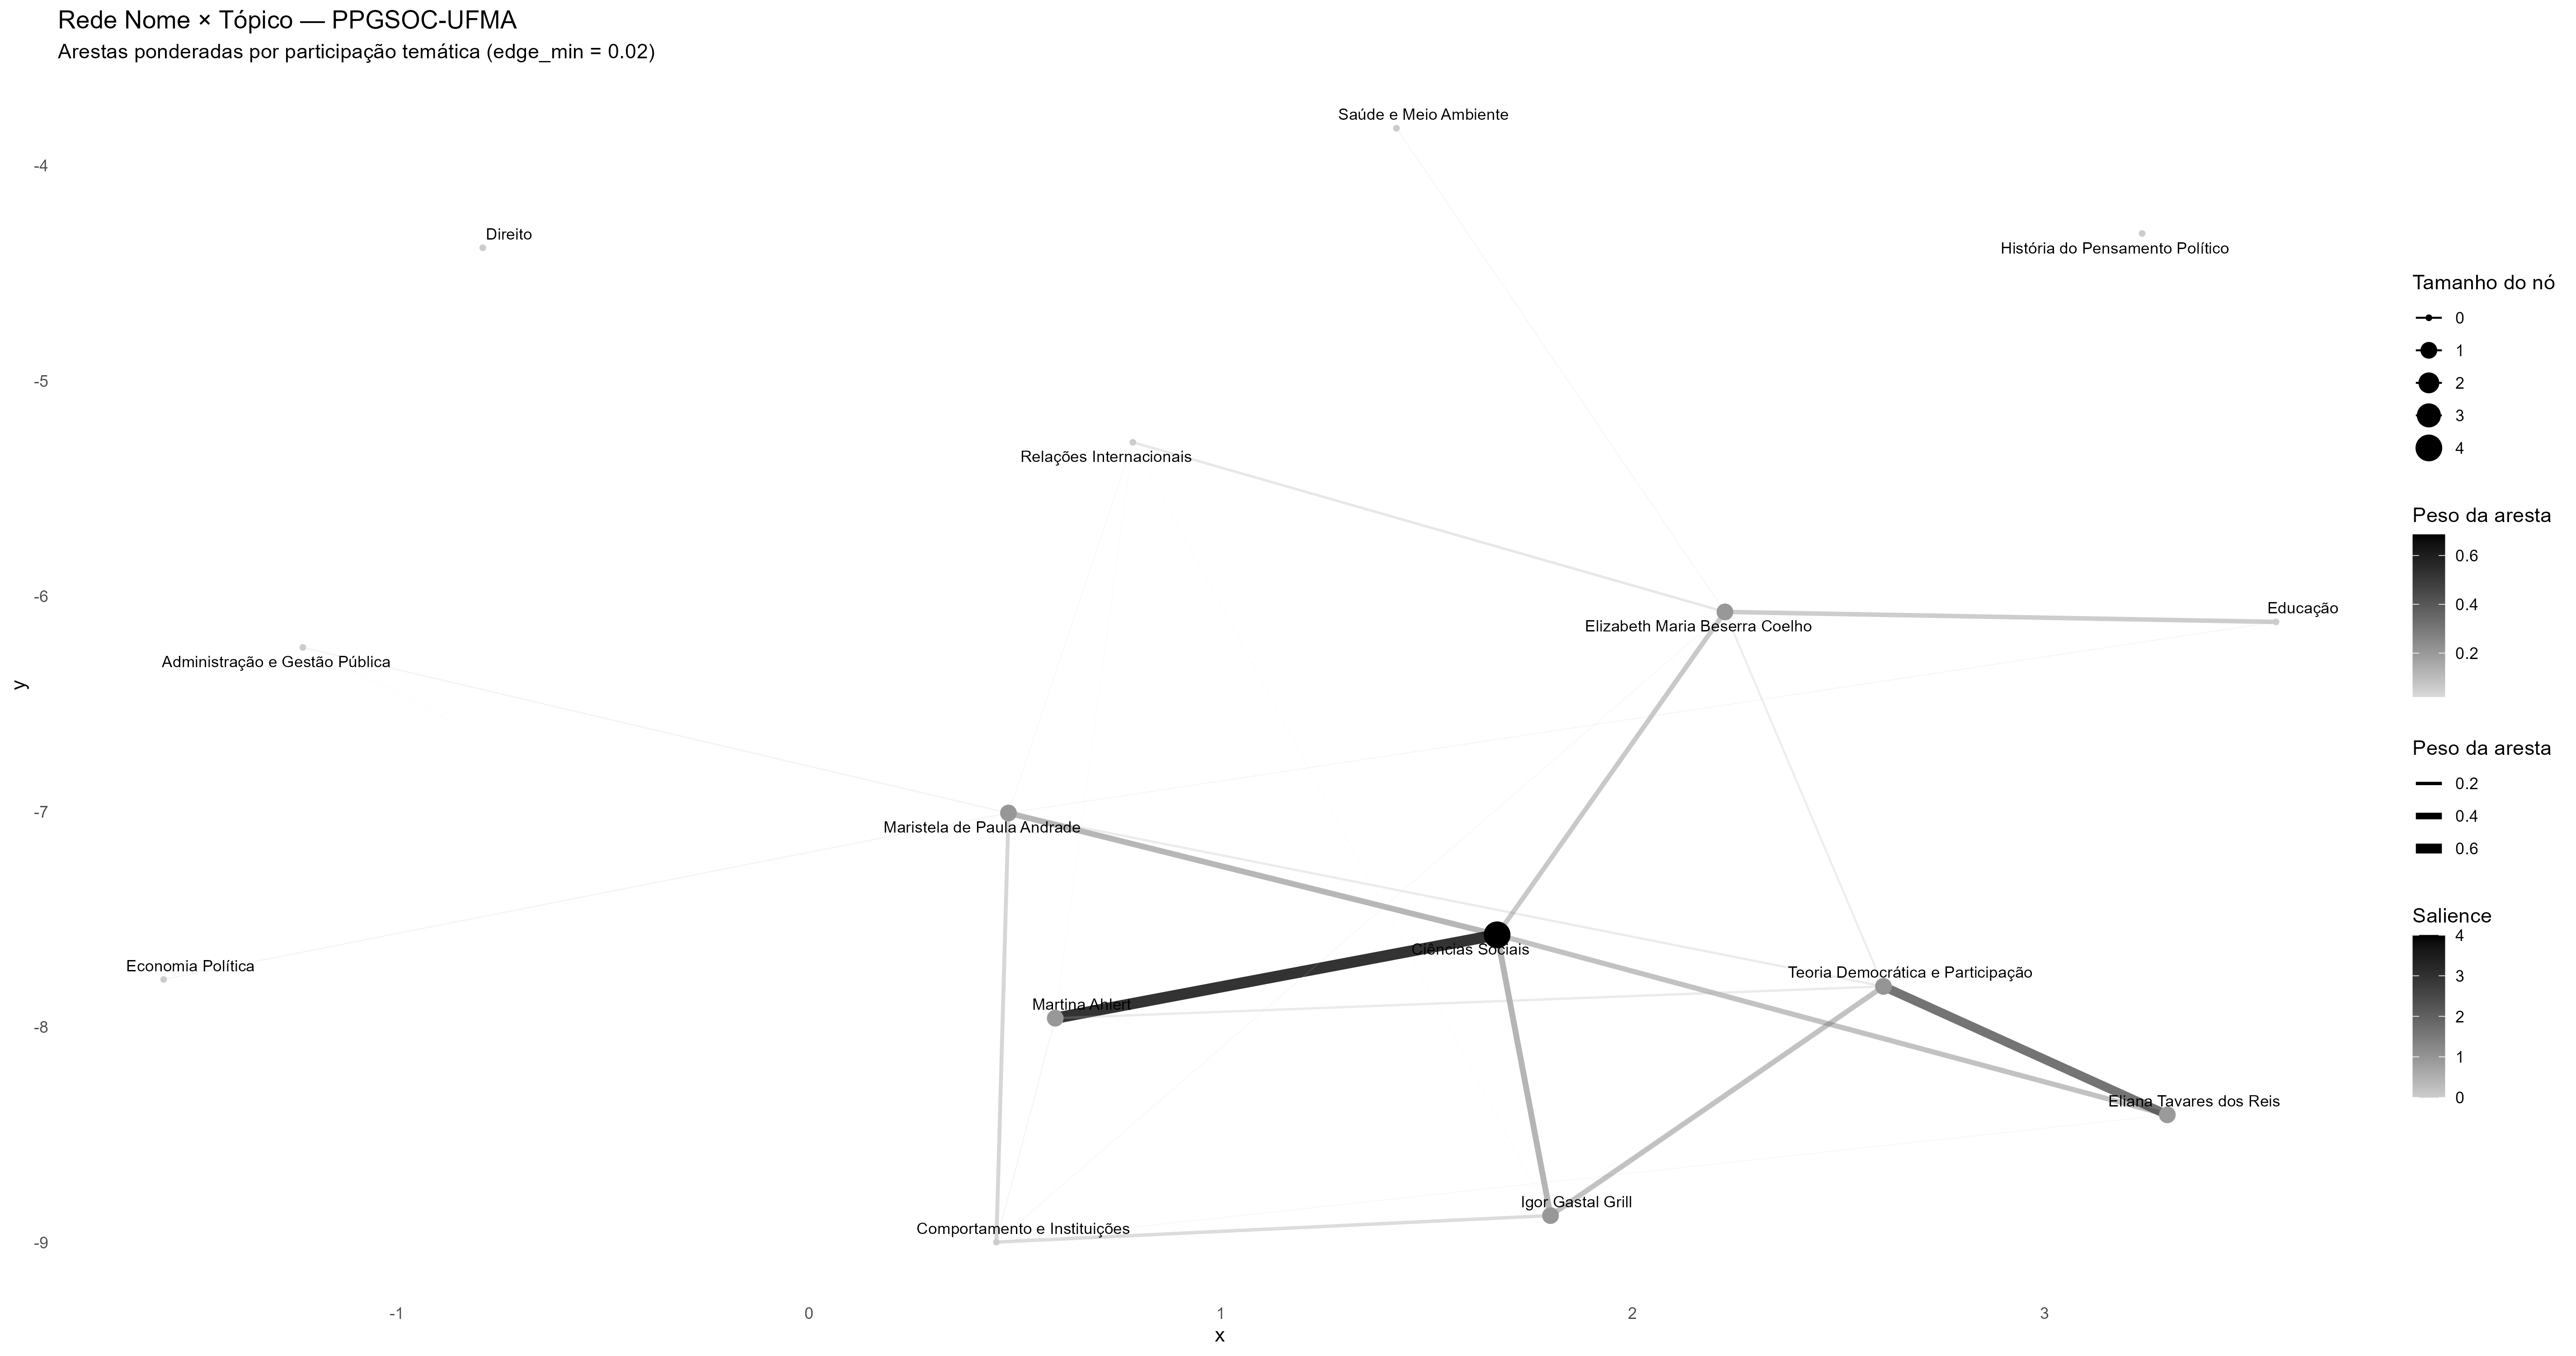 Rede Nome × Tópico — PPGSOC-UFMA
Arestas ponderadas por participação temática (edge_min = 0.02)
Saúde e Meio Ambiente
Direito
História do Pensamento Político
Relações Internacionais
Educação
Elizabeth Maria Beserra Coelho
Administração e Gestão Pública
Maristela de Paula Andrade
Ciências Sociais
Economia Política
Teoria Democrática e Participação
Martina Ahlert
Eliana Tavares dos Reis
Igor Gastal Grill
Comportamento e Instituições
-4
-5
-6
-7
-8
-9
y
-1
0
1
2
3
x
Tamanho do nó
0
1
2
3
4
Peso da aresta
0.6
0.4
0.2
Peso da aresta
0.2
0.4
0.6
Salience
4
3
2
1
0